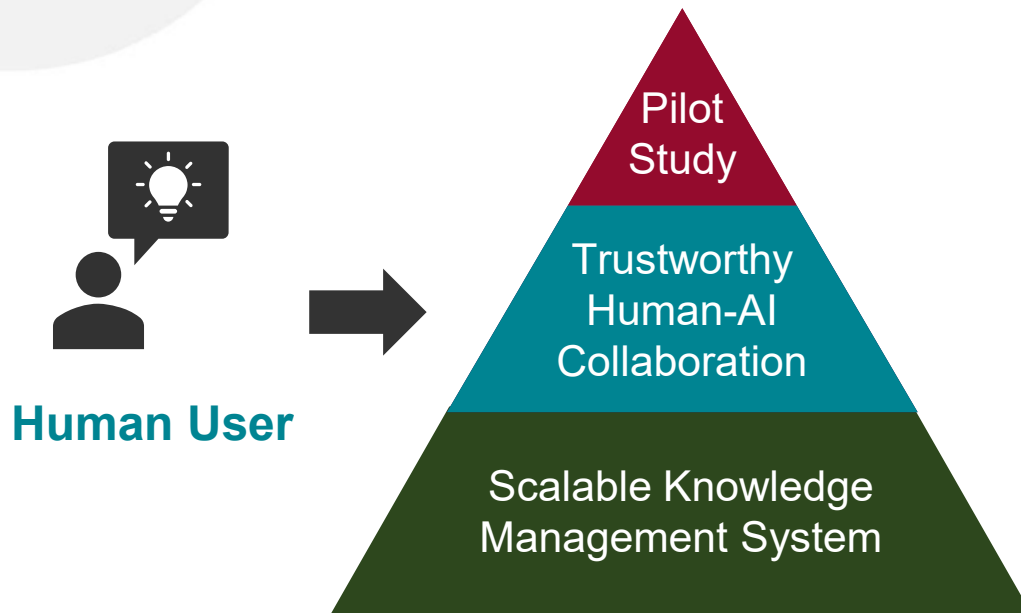 Pilot
Study
Trustworthy
Human-AI
Collaboration
Human User
Scalable Knowledge
Management System